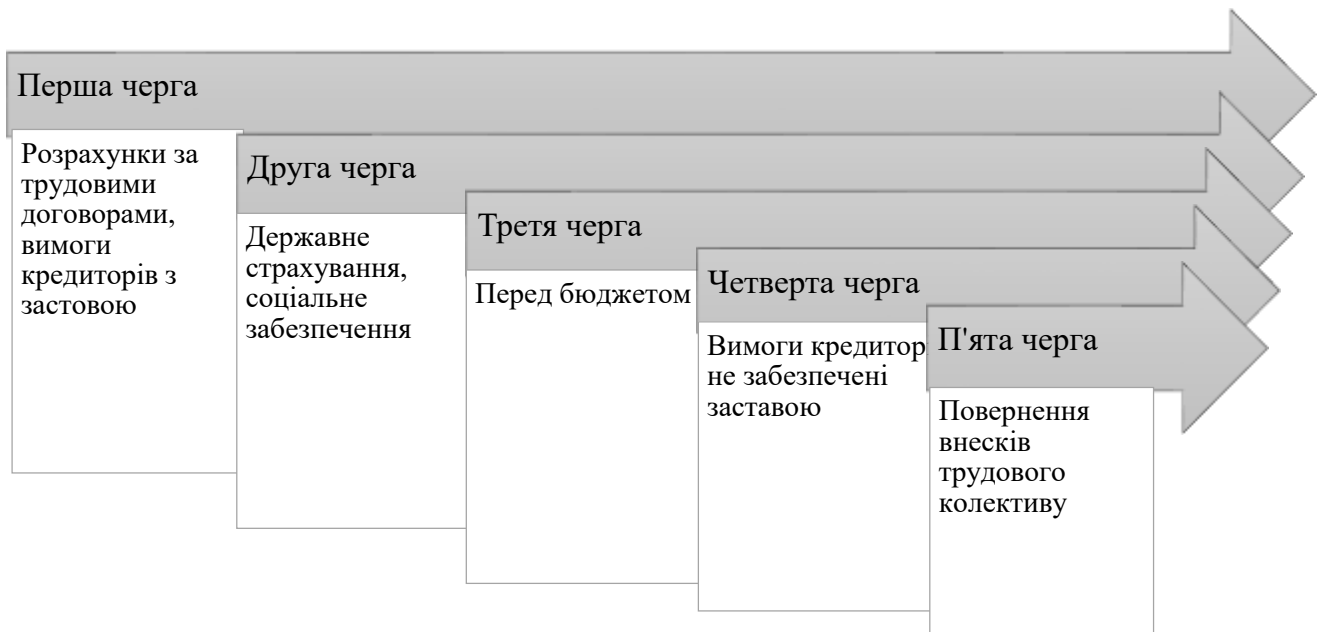 Перша черга
Розрахунки за
трудовими
договорами,
вимоги
кредиторів з
застовою
Друга черга
Державне
страхування,
соціальне
забезпечення
Третя черга
Перед бюджетом
Четверта черга
Вимоги кредитор
не забезпечені
заставою
П'ята черга
Повернення
внесків
трудового
колективу